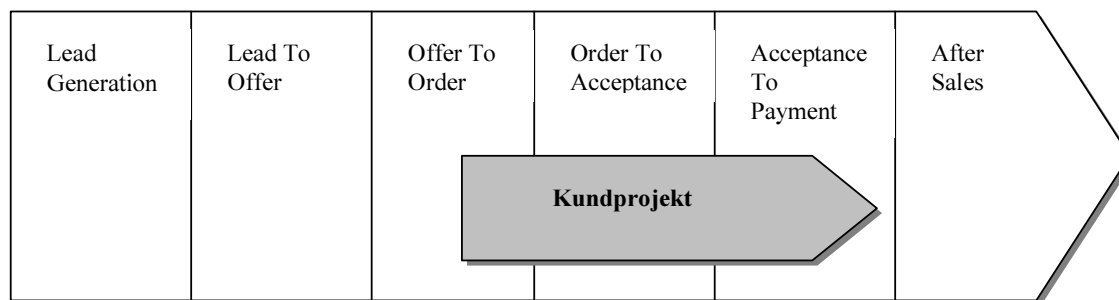 Lead
Generation
Lead To
Offer
Offer To
Order
Order To
Acceptance
Acceptance
To
Payment
After
Sales
Kundprojekt